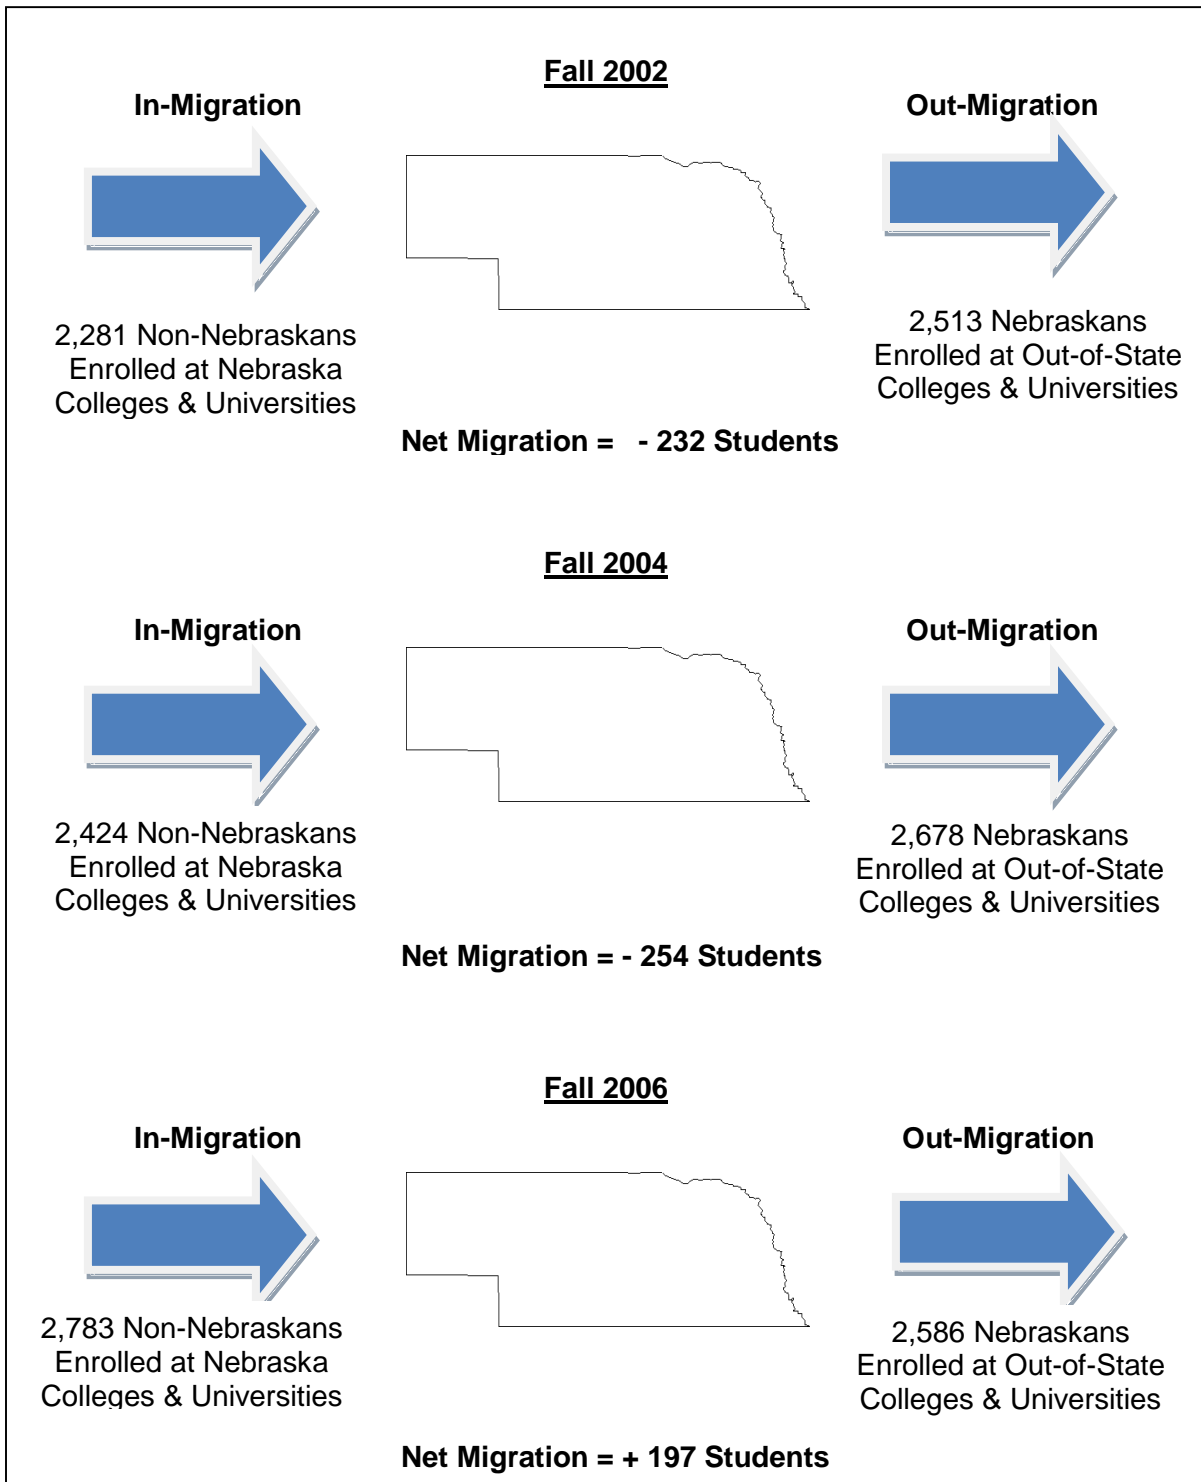 Fall 2002
In-Migration
Out-Migration
2,281 Non-Nebraskans
Enrolled at Nebraska
Colleges & Universities
2,513 Nebraskans
Enrolled at Out-of-State
Colleges & Universities
Net Migration = - 232 Students
Fall 2004
In-Migration
Out-Migration
2,424 Non-Nebraskans
Enrolled at Nebraska
Colleges & Universities
2,678 Nebraskans
Enrolled at Out-of-State
Colleges & Universities
Net Migration = - 254 Students
Fall 2006
In-Migration
Out-Migration
2,783 Non-Nebraskans
Enrolled at Nebraska
Colleges & Universities
2,586 Nebraskans
Enrolled at Out-of-State
Colleges & Universities
Net Migration = + 197 Students